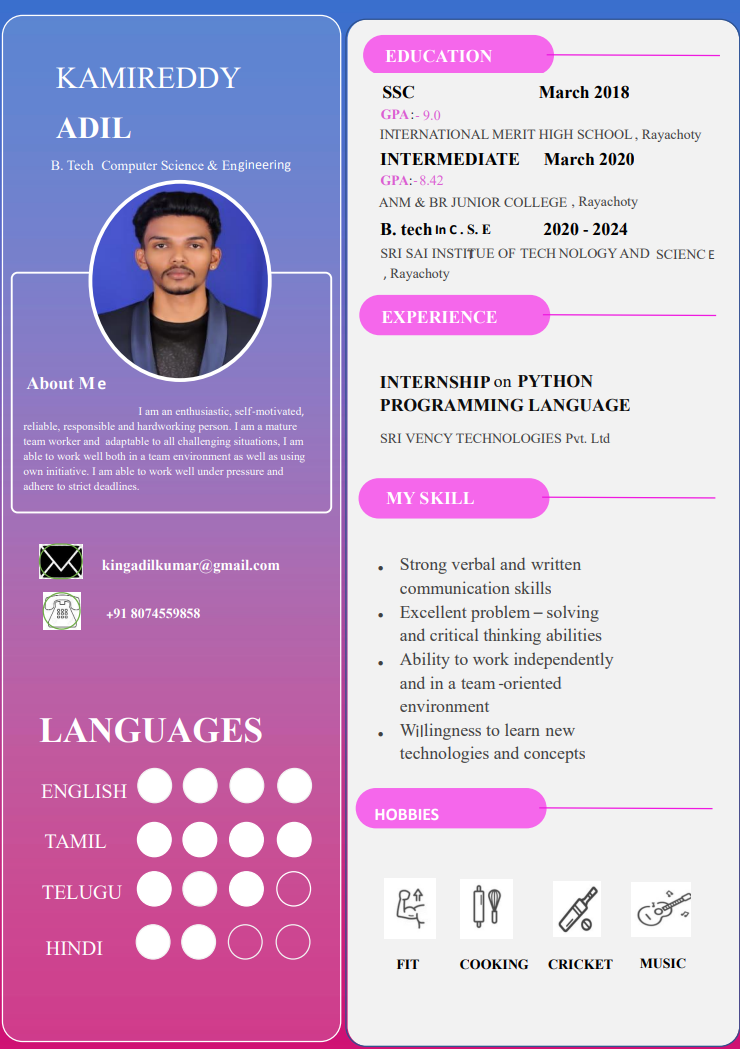 KAMIREDDY
ADIL
B. Tech Computer Science & Engineering
About Me
I am an enthusiastic, self-motivated,
reliable, responsible and hardworking person. I am a mature
team worker and adaptable to all challenging situations, I am
able to work well both in a team environment as well as using
own initiative. I am able to work well under pressure and
adhere to strict deadlines.
kingadilkumar@gmail.com
+91 8074559858
LANGUAGES
ENGLISH
TAMIL
TELUGU
HINDI
EDUCATION
SSC March 2018
GPA:- 9.0
INTERNATIONAL MERIT HIGH SCHOOL , Rayachoty
INTERMEDIATE March 2020
GPA:-8.42
ANM & BR JUNIOR COLLEGE , Rayachoty
B. tech In C . S. E 2020 - 2024
SRI SAI INSTITUE OF TECH NOLOGY AND SCIENC E
, Rayachoty
EXPERIENCE
INTERNSHIP on PYTHON
PROGRAMMING LANGUAGE
SRI VENCY TECHNOLOGIES Pvt. Ltd
MY SKILL
• Strong verbal and written
communication skills
• Excellent problem – solving
and critical thinking abilities
• Ability to work independently
and in a team -oriented
environment
• Willingness to learn new
technologies and concepts
HOBBIES
FIT COOKING CRICKET MUSIC